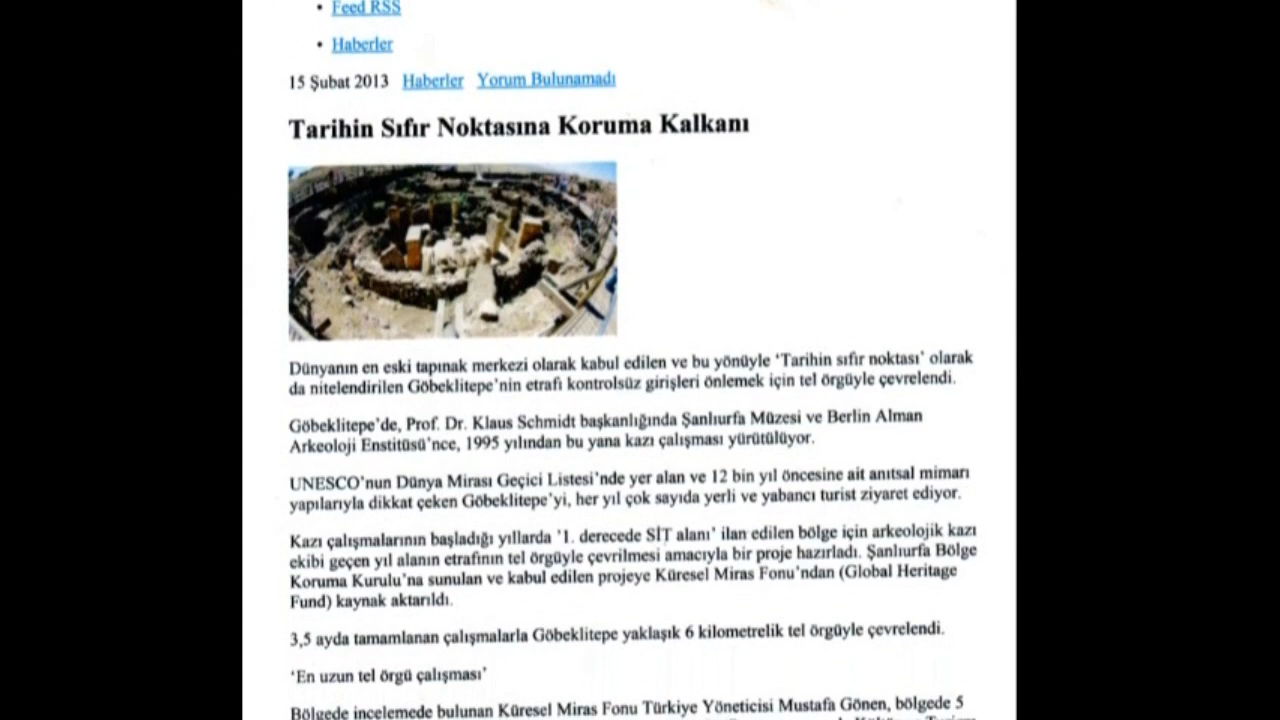 • Feed RSS
• Haberler
15 Şubat 2013 Haberler Yorum Bulunamadı
Tarihin Sıfır Noktasına Koruma Kalkanı
Dünyanın en eski tapınak merkezi olarak kabul edilen ve bu yönüyle ‘Tarihin sıfır noktası’ olarak
da nitelendirilen Göbeklitepe’nin etrafı kontrolsüz girişleri önlemek için tel örgüyle çevrelendi.
Göbeklitepe’de, Prof. Dr. Klaus Schmidt başkanlığında Şanlıurfa Müzesi ve Berlin Alman
Arkeoloji Enstitüsü’nce, 1995 yılından bu yana kazı çalışması yürütülüyor.
UNESCO’nun Dünya Mirası Geçici Listesi’nde yer alan ve 12 bin yıl öncesine ait anıtsal mimari
yapılarıyla dikkat çeken Göbeklitepe’yi, her yıl çok sayıda yerli ve yabancı turist ziyaret ediyor.
Kazı çalışmalarının başladığı yıllarda ’1. derecede SİT alanı’ ilan edilen bölge için arkeolojik kazı
ekibi geçen yıl alanın etrafının tel örgüyle çevrilmesi amacıyla bir proje hazırladı. Şanlıurfa Bölge
Koruma Kurulu’na sunulan ve kabul edilen projeye Küresel Miras Fonu’ndan (Global Heritage
Fund) kaynak aktarıldı.
3,5 ayda tamamlanan çalışmalarla Göbeklitepe yaklaşık 6 kilometrelik tel örgüyle çevrelendi.
‘En uzun tel örgü çalışması’
Bölgede incelemede bulunan Küresel Miras Fonu Türkiye Yöneticisi Mustafa Gönen, bölgede 5